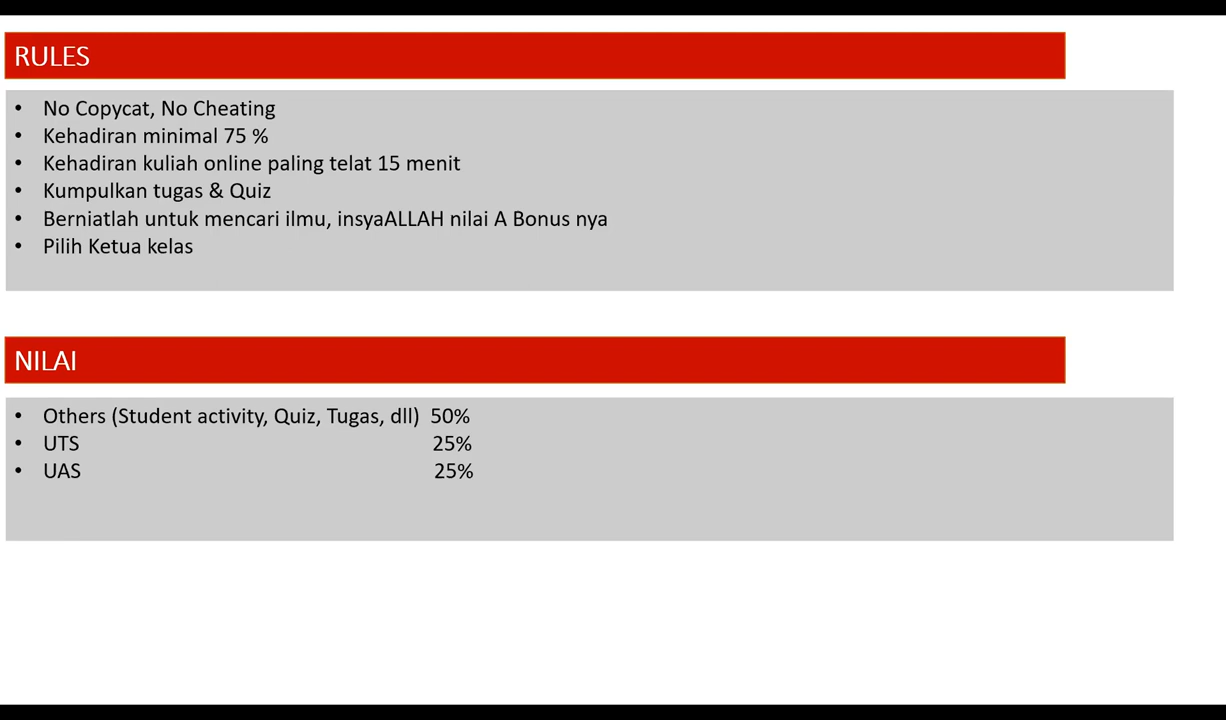 RULES
• No Copycat, No Cheating
• Kehadiran minimal 75 %
• Kehadiran kuliah online paling telat 15 menit
• Kumpulkan tugas & Quiz
• Berniatlah untuk mencari ilmu, insyaALLAH nilai A Bonus nya
• Pilih Ketua kelas
NILAI
• Others (Student activity, Quiz, Tugas, dll) 50%
• UTS 25%
• UAS 25%